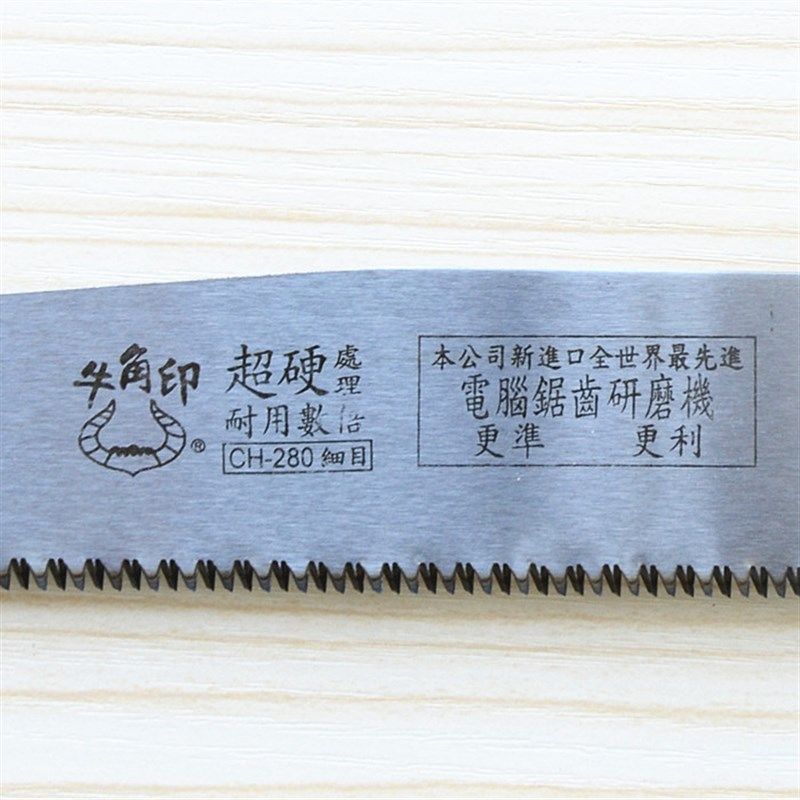 牛角印
®
超硬處理
耐用數倍
CH-280 細目
本公司新進口全世界最先進
電腦鋸齒研磨機
更準 更利